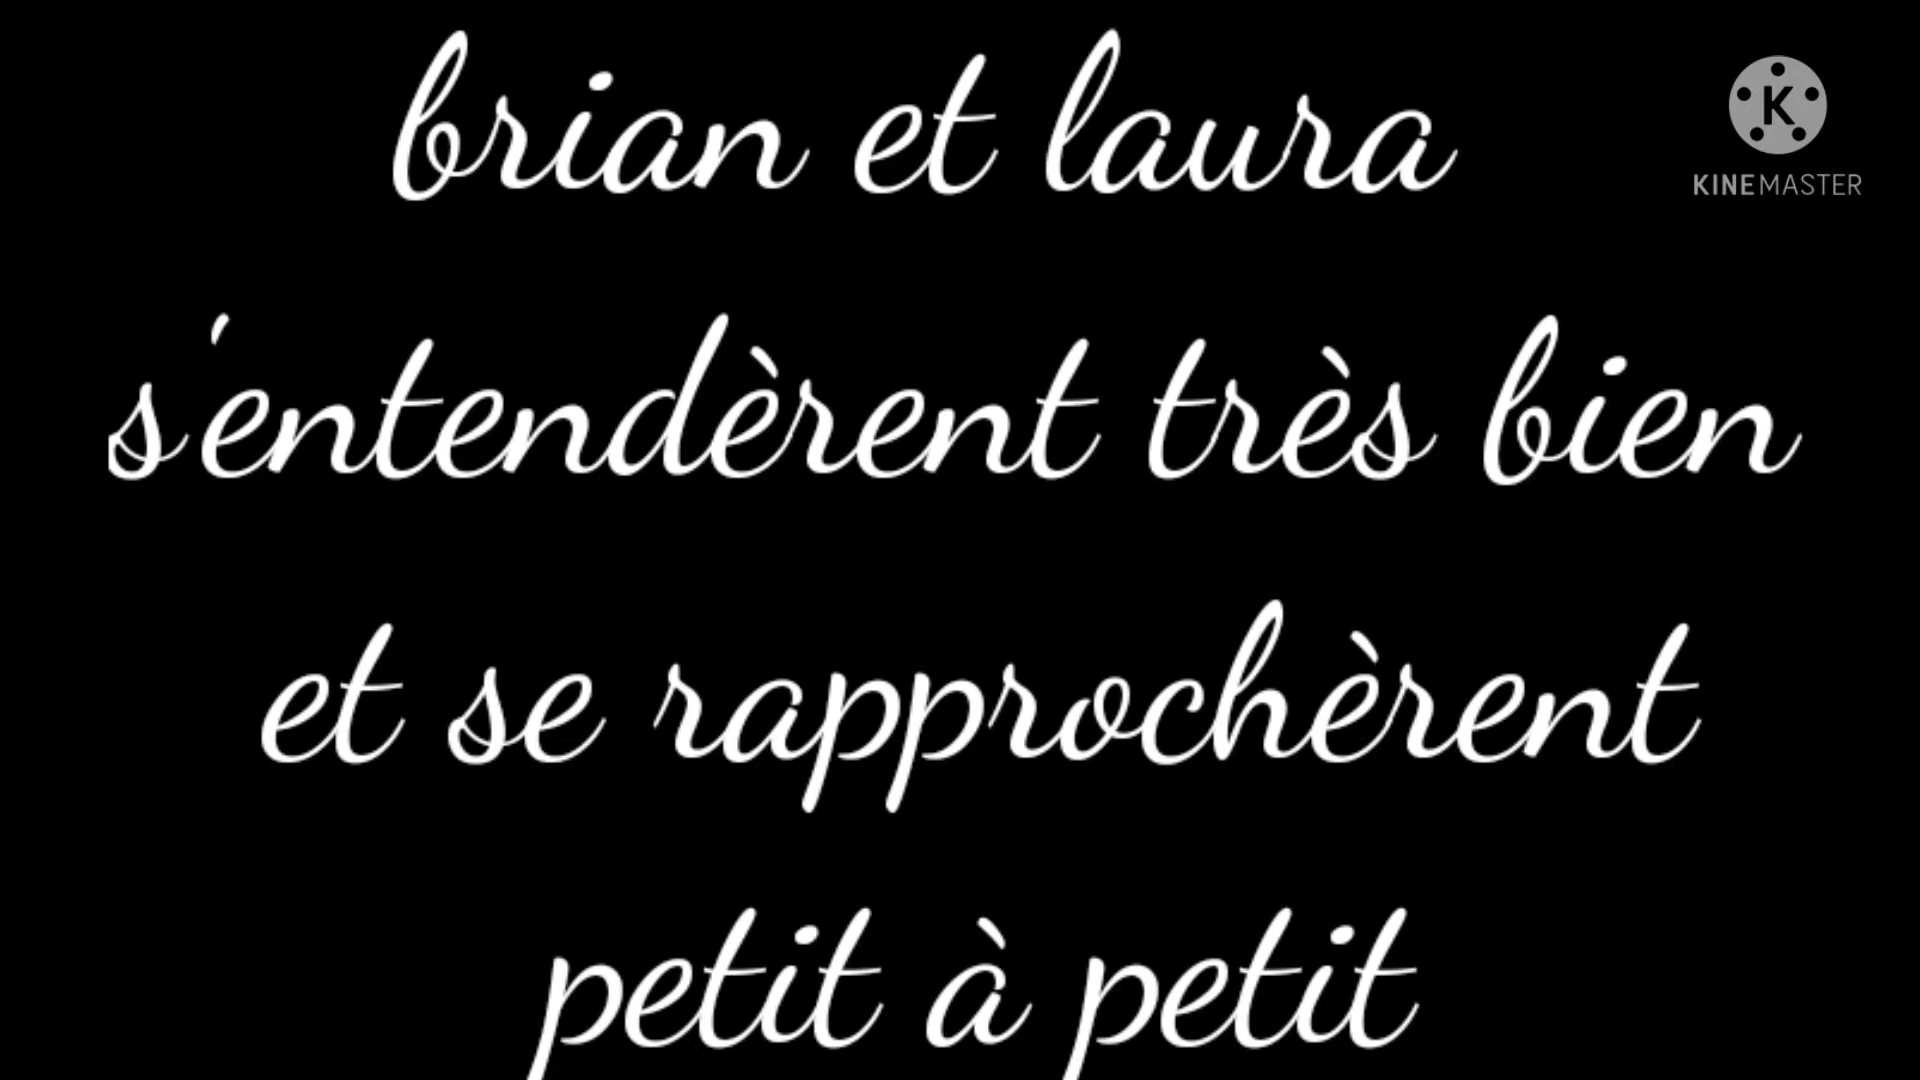 brian et laura
KINEMASTER
s'entendèrent très bien
et se rapprochèrent
petit à petit